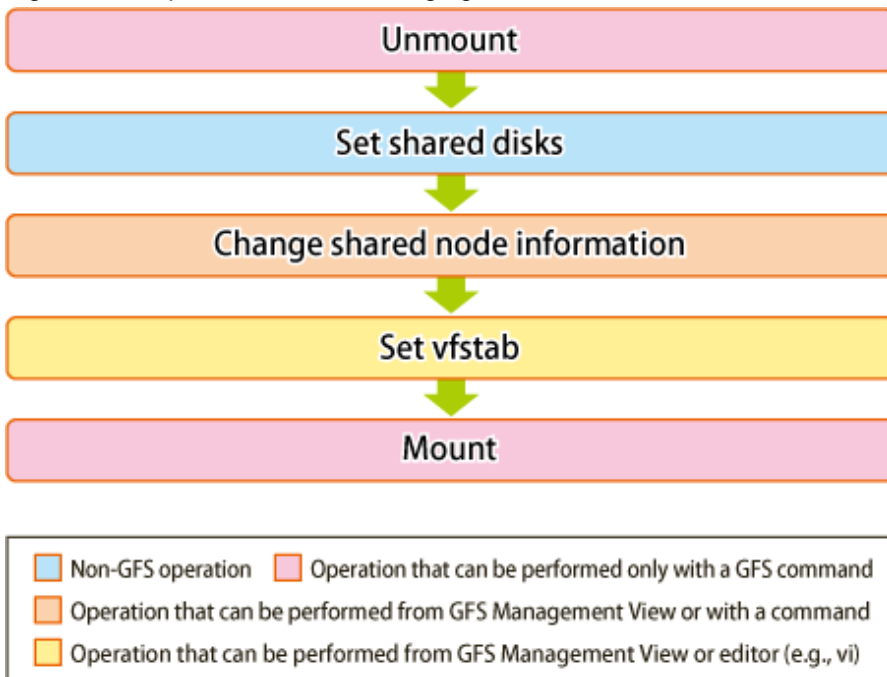 Unmount
Set shared disks
Change shared node information
Set vfstab
Mount
Non-GFS operation Operation that can be performed only with a GFS command
Operation that can be performed from GFS Management View or with a command
Operation that can be performed from GFS Management View or editor (e.g., vi)